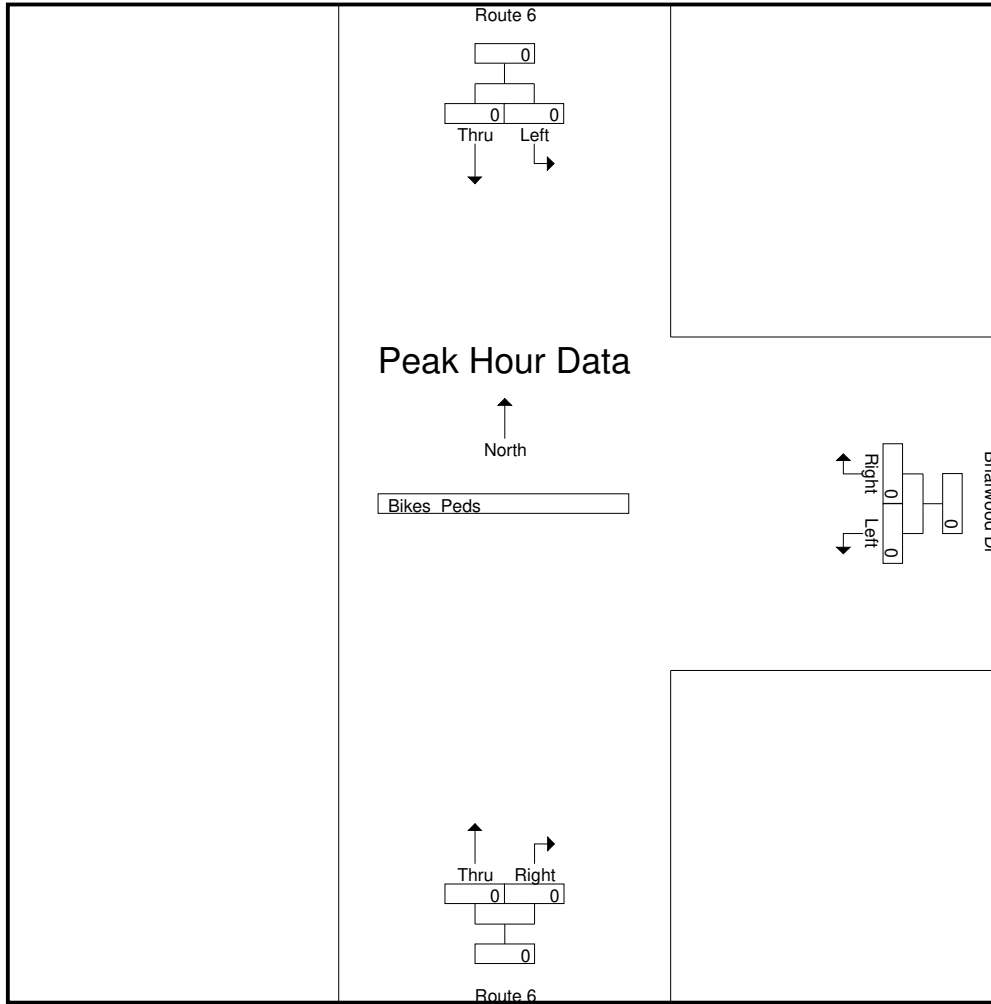 Route 6
0
0 0
Thru Left
Peak Hour Data
North
Bikes Peds
Right Left
0 0
0
Thru Right
0 0
0
Route 6